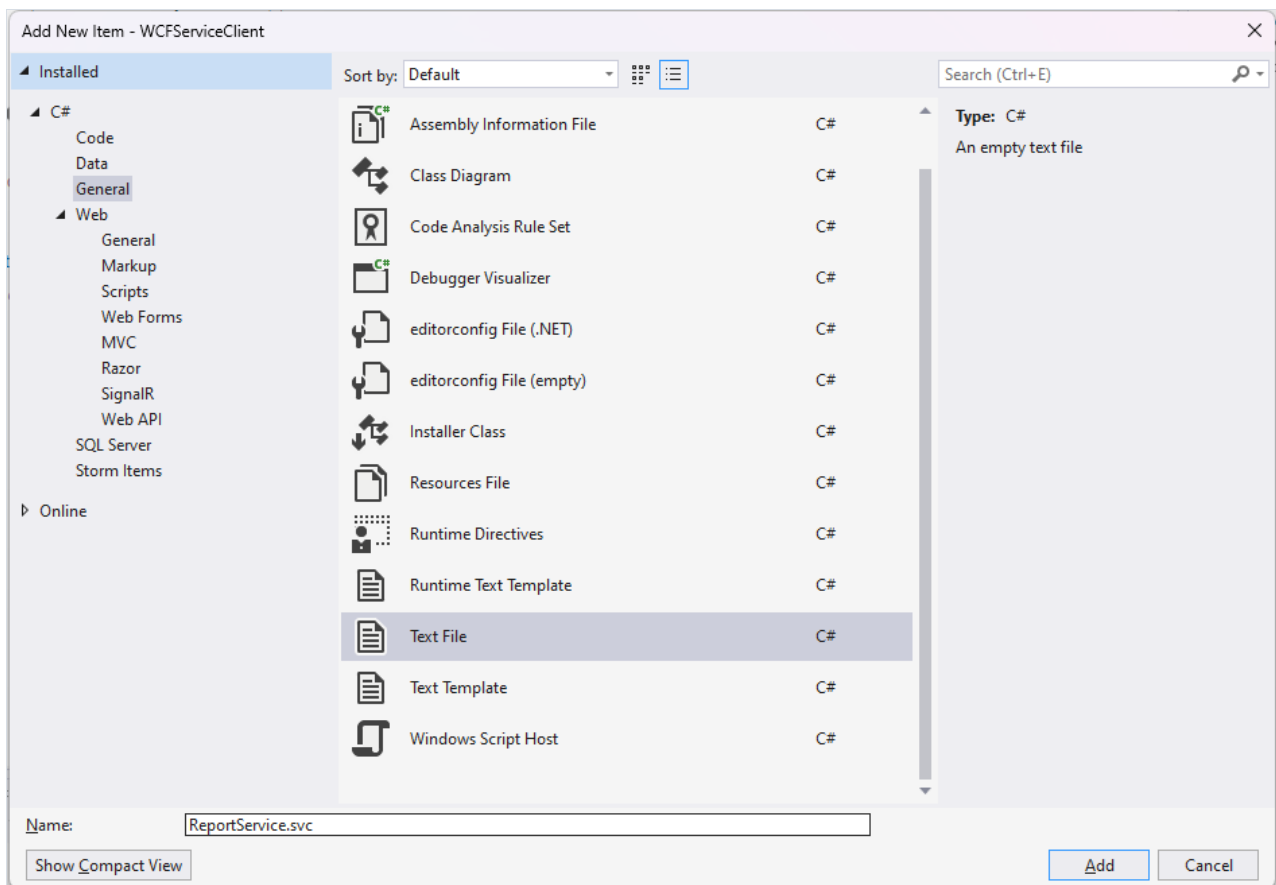 Add New Item - WCFServiceClient
Installed
C#
Code
Data
General
Web
General
Markup
Scripts
Web Forms
MVC
Razor
SignalR
Web API
SQL Server
Storm Items
Online
Sort by: Default
Assembly Information File C#
Class Diagram C#
Code Analysis Rule Set C#
Debugger Visualizer C#
editorconfig File (.NET) C#
editorconfig File (empty) C#
Installer Class C#
Resources File C#
Runtime Directives C#
Runtime Text Template C#
Text File C#
Text Template C#
Windows Script Host C#
Search (Ctrl+E)
Type: C#
An empty text file
Name: ReportService.svc
Show Compact View Add Cancel